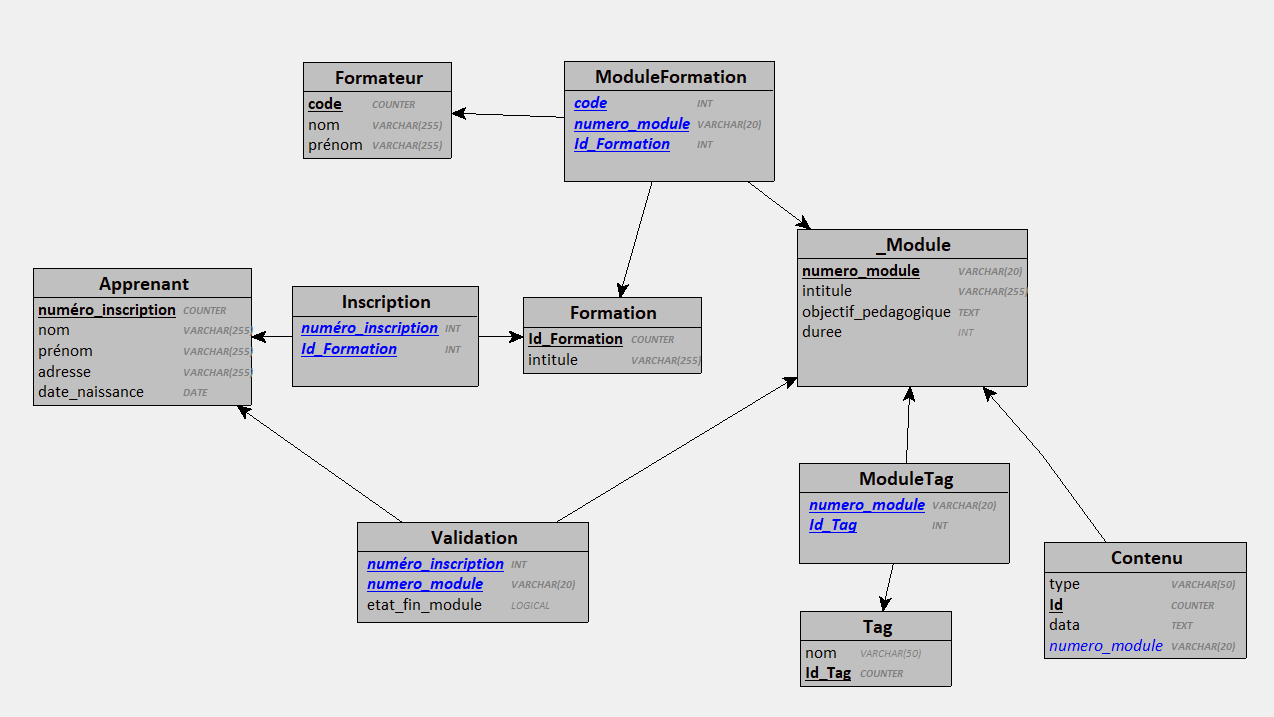 Formateur
code COUNTER
nom VARCHAR(255)
prénom VARCHAR(255)
ModuleFormation
code INT
numero_module VARCHAR(20)
Id_Formation INT
_Module
numero_module VARCHAR(20)
intitule VARCHAR(255)
objectif_pedagogique TEXT
duree INT
Apprenant
numéro_inscription COUNTER
nom VARCHAR(255)
prénom VARCHAR(255)
adresse VARCHAR(255)
date_naissance DATE
Inscription
numéro_inscription INT
Id_Formation INT
Formation
Id_Formation COUNTER
intitule VARCHAR(255)
ModuleTag
numero_module VARCHAR(20)
Id_Tag INT
Validation
numéro_inscription INT
numero_module VARCHAR(20)
etat_fin_module LOGICAL
Contenu
type VARCHAR(50)
Id COUNTER
data TEXT
numero_module VARCHAR(20)
Tag
nom VARCHAR(50)
Id_Tag COUNTER